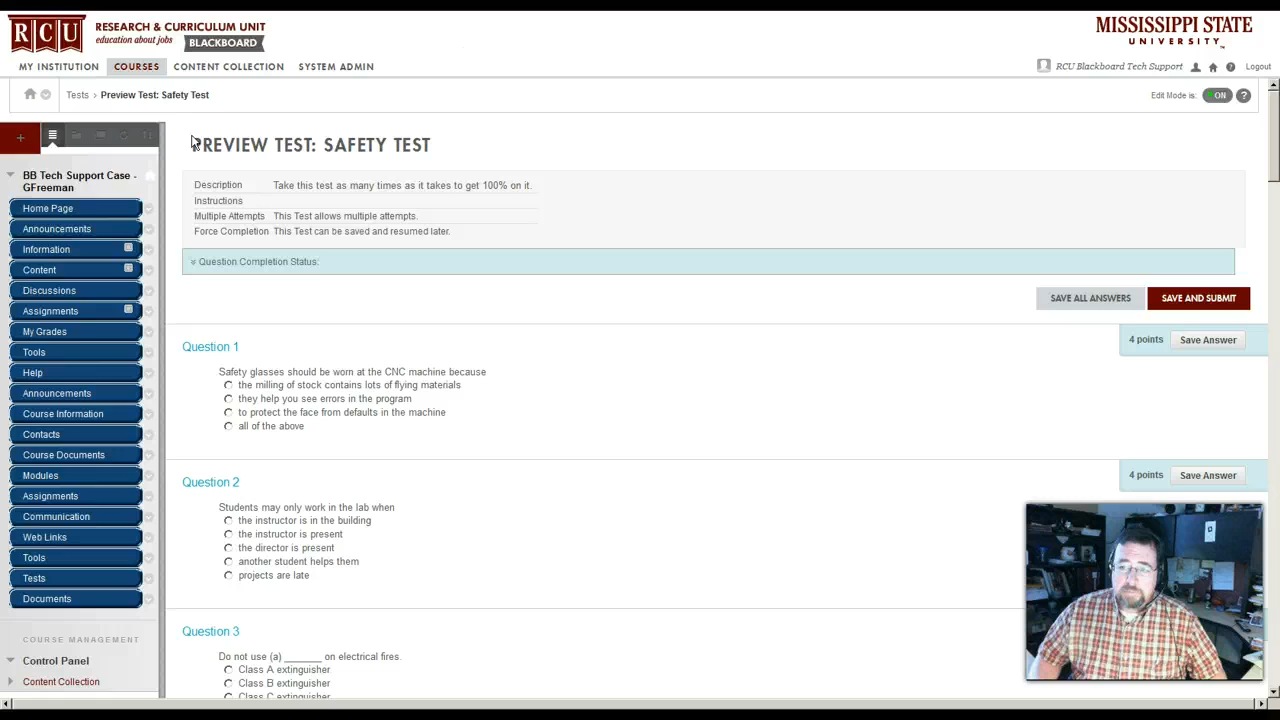 RCU
RESEARCH & CURRICULUM UNIT
education about jobs
BLACKBOARD
MISSISSIPPI STATE
UNIVERSITY
MY INSTITUTION COURSES CONTENT COLLECTION SYSTEM ADMIN
RCU Blackboard Tech Support Logout
Tests > Preview Test: Safety Test
Edit Mode is: ON ?
BB Tech Support Case -
GFreeman
Home Page
Announcements
Information
Content
Discussions
Assignments
My Grades
Tools
Help
Announcements
Course Information
Contacts
Course Documents
Modules
Assignments
Communication
Web Links
Tools
Tests
Documents
COURSE MANAGEMENT
Control Panel
Content Collection
PREVIEW TEST: SAFETY TEST
Description Take this test as many times as it takes to get 100% on it.
Instructions
Multiple Attempts This Test allows multiple attempts.
Force Completion This Test can be saved and resumed later.
Question Completion Status:
SAVE ALL ANSWERS SAVE AND SUBMIT
Question 1
4 points Save Answer
Safety glasses should be worn at the CNC machine because
the milling of stock contains lots of flying materials
they help you see errors in the program
to protect the face from defaults in the machine
all of the above
Question 2
4 points Save Answer
Students may only work in the lab when
the instructor is in the building
the instructor is present
the director is present
another student helps them
projects are late
Question 3
Do not use (a) _______ on electrical fires.
Class A extinguisher
Class B extinguisher
Class C extinguisher